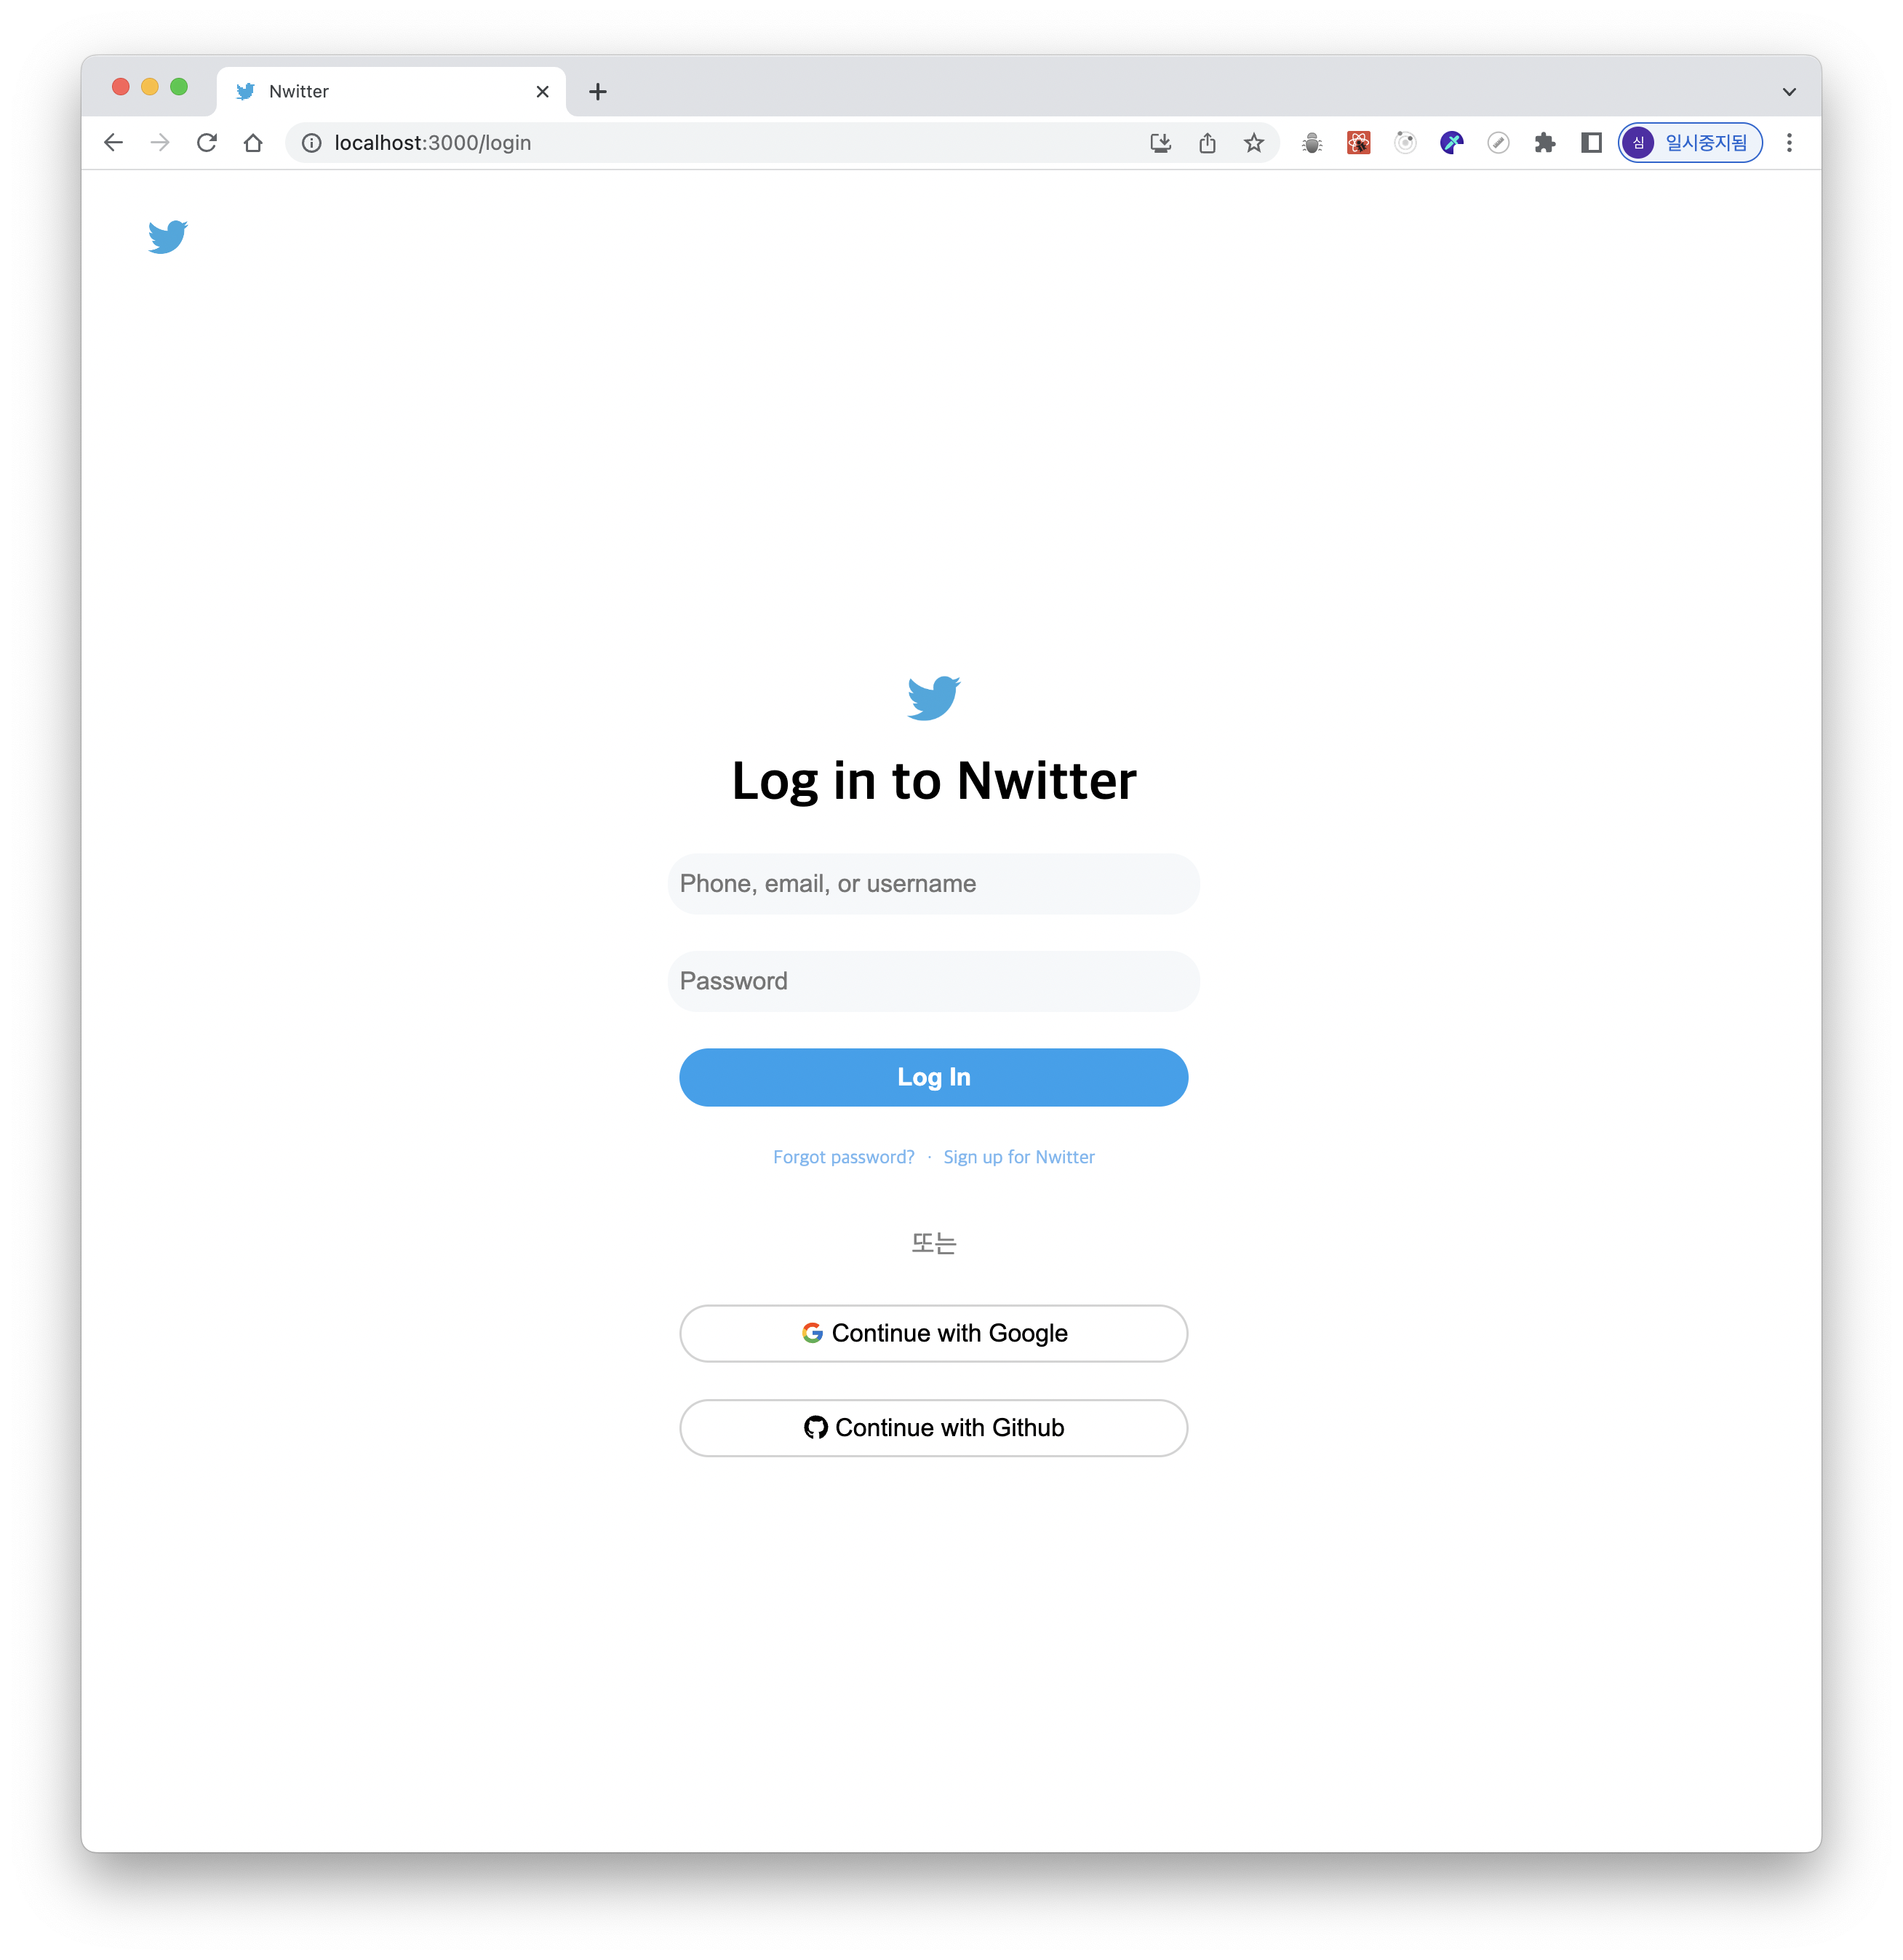 Nwitter
localhost:3000/login
심 일시중지됨
Log in to Nwitter
Phone, email, or username
Password
Log In
Forgot password? · Sign up for Nwitter
또는
Continue with Google
Continue with Github